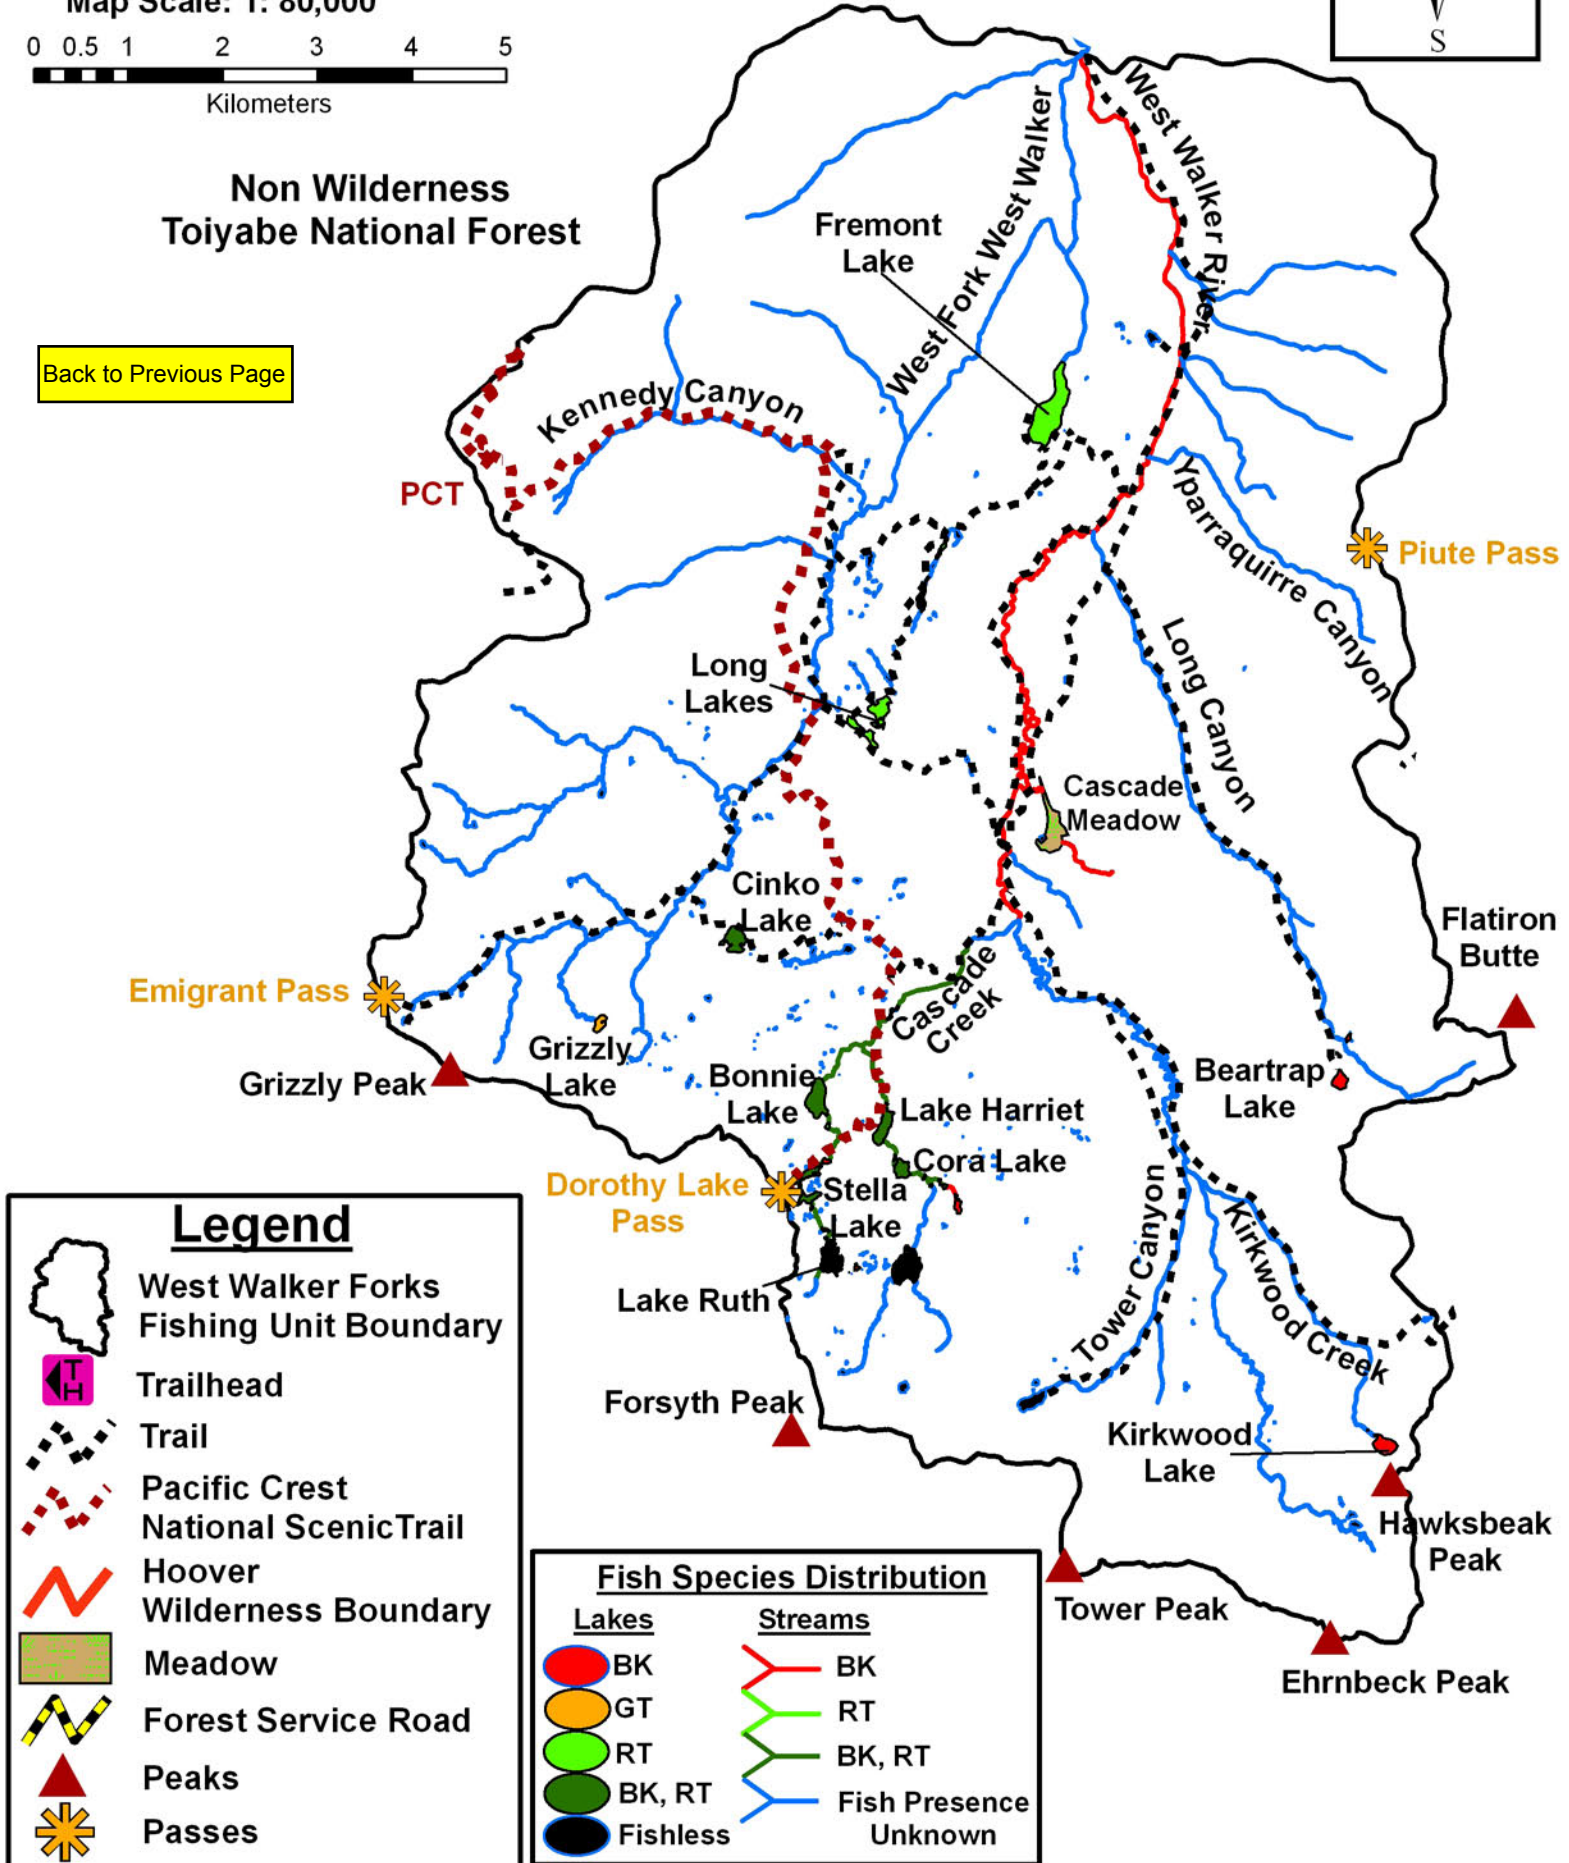 Map Scale: 1: 80,000
0 0.5 1 2 3 4 5
Kilometers
S
Non Wilderness
Toiyabe National Forest
Back to Previous Page
West Fork West Walker
West Walker River
Fremont
Lake
Kennedy Canyon
PCT
Yparraquirre Canyon
Piute Pass
Long
Lakes
Long Canyon
Cascade
Meadow
Cinko
Lake
Flatiron
Butte
Emigrant Pass
Cascade
Creek
Grizzly
Lake
Grizzly Peak
Bonnie
Lake
Beartrap
Lake
Lake Harriet
Cora Lake
Dorothy Lake
Pass
Stella
Lake
Tower Canyon
Kirkwood Creek
Lake Ruth
Forsyth Peak
Kirkwood
Lake
Hawksbeak
Peak
Tower Peak
Ehrnbeck Peak
Legend
West Walker Forks
Fishing Unit Boundary
TH
Trailhead
Trail
Pacific Crest
National ScenicTrail
Hoover
Wilderness Boundary
Meadow
Forest Service Road
Peaks
Passes
Fish Species Distribution
Lakes Streams
BK BK
GT RT
RT BK, RT
BK, RT Fish Presence
Fishless Unknown